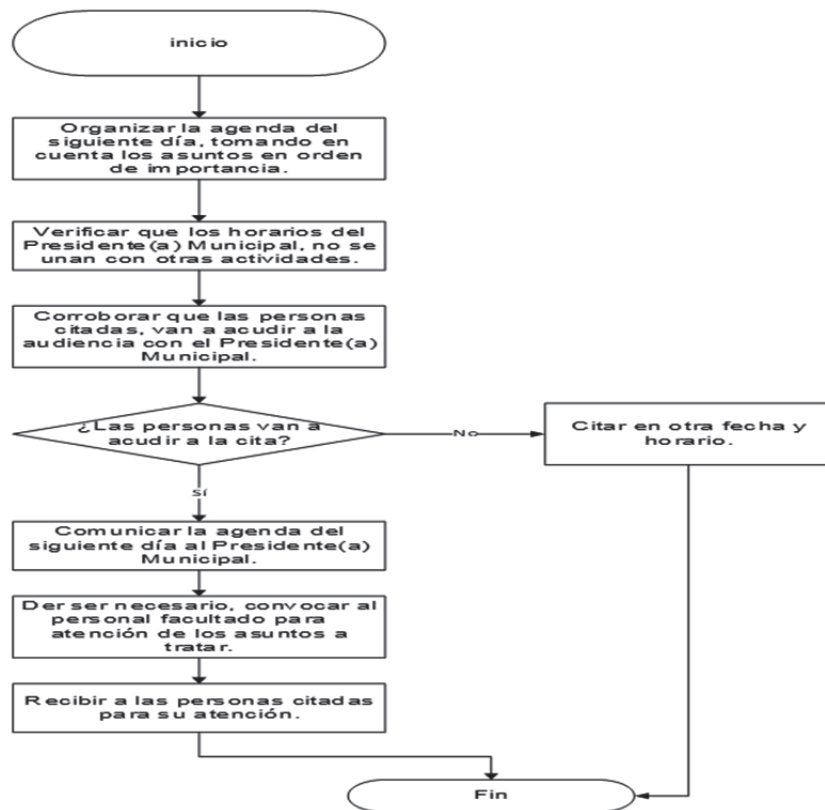 inicio
Organizar la agenda del
siguiente día, tomando en
cuenta los asuntos en orden
de importancia.
Verificar que los horarios del
Presidente(a) Municipal, no se
unan con otras actividades.
Corroborar que las personas
citadas, van a acudir a la
audiencia con el Presidente(a)
Municipal.
¿Las personas van a
acudir a la cita?
No
Citar en otra fecha y
horario.
Sí
Comunicar la agenda del
siguiente día al Presidente(a)
Municipal.
Der ser necesario, convocar al
personal facultado para
atención de los asuntos a
tratar.
Recibir a las personas citadas
para su atención.
Fin